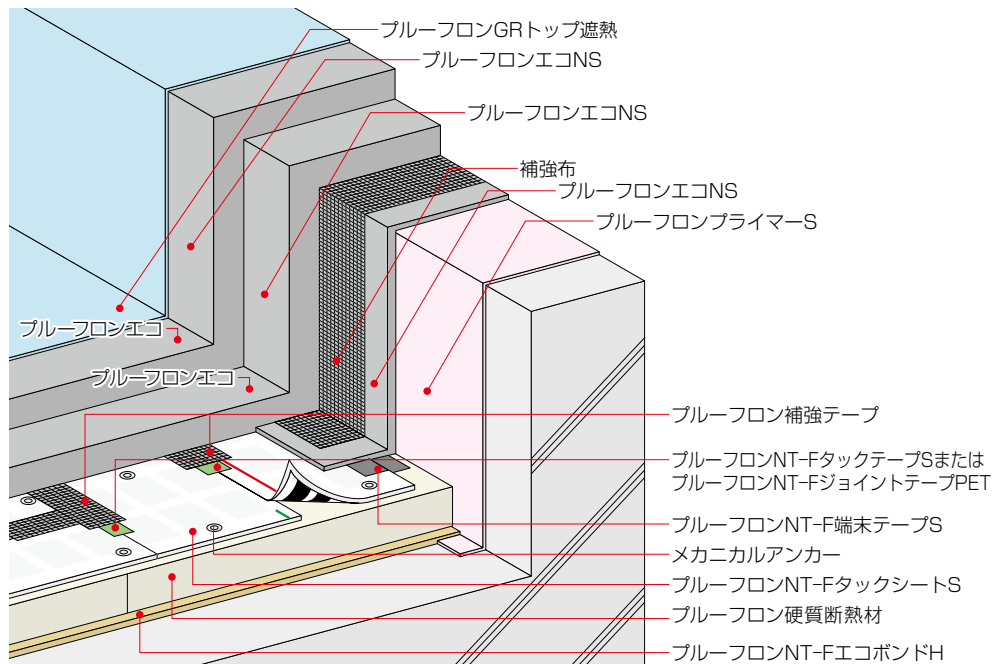 プルーフロンGRトップ遮熱
プルーフロンエコNS
プルーフロンエコNS
補強布
プルーフロンエコNS
プルーフロンプライマーS
プルーフロンエコ
プルーフロンエコ
プルーフロン補強テープ
プルーフロンNT-FタックテープSまたは
プルーフロンNT-FジョイントテープPET
プルーフロンNT-F端末テープS
メカニカルアンカー
プルーフロンNT-FタックシートS
プルーフロン硬質断熱材
プルーフロンNT-FエコボンドH